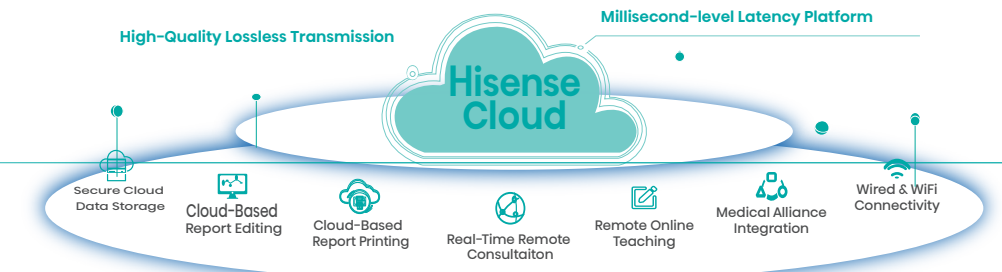 High-Quality Lossless Transmission
Millisecond-level Latency Platform
Hisense
Cloud
Secure Cloud
Data Storage
Cloud-Based
Report Editing
Cloud-Based
Report Printing
Real-Time Remote
Consultaiton
Remote Online
Teaching
Medical Alliance
Integration
Wired & WiFi
Connectivity